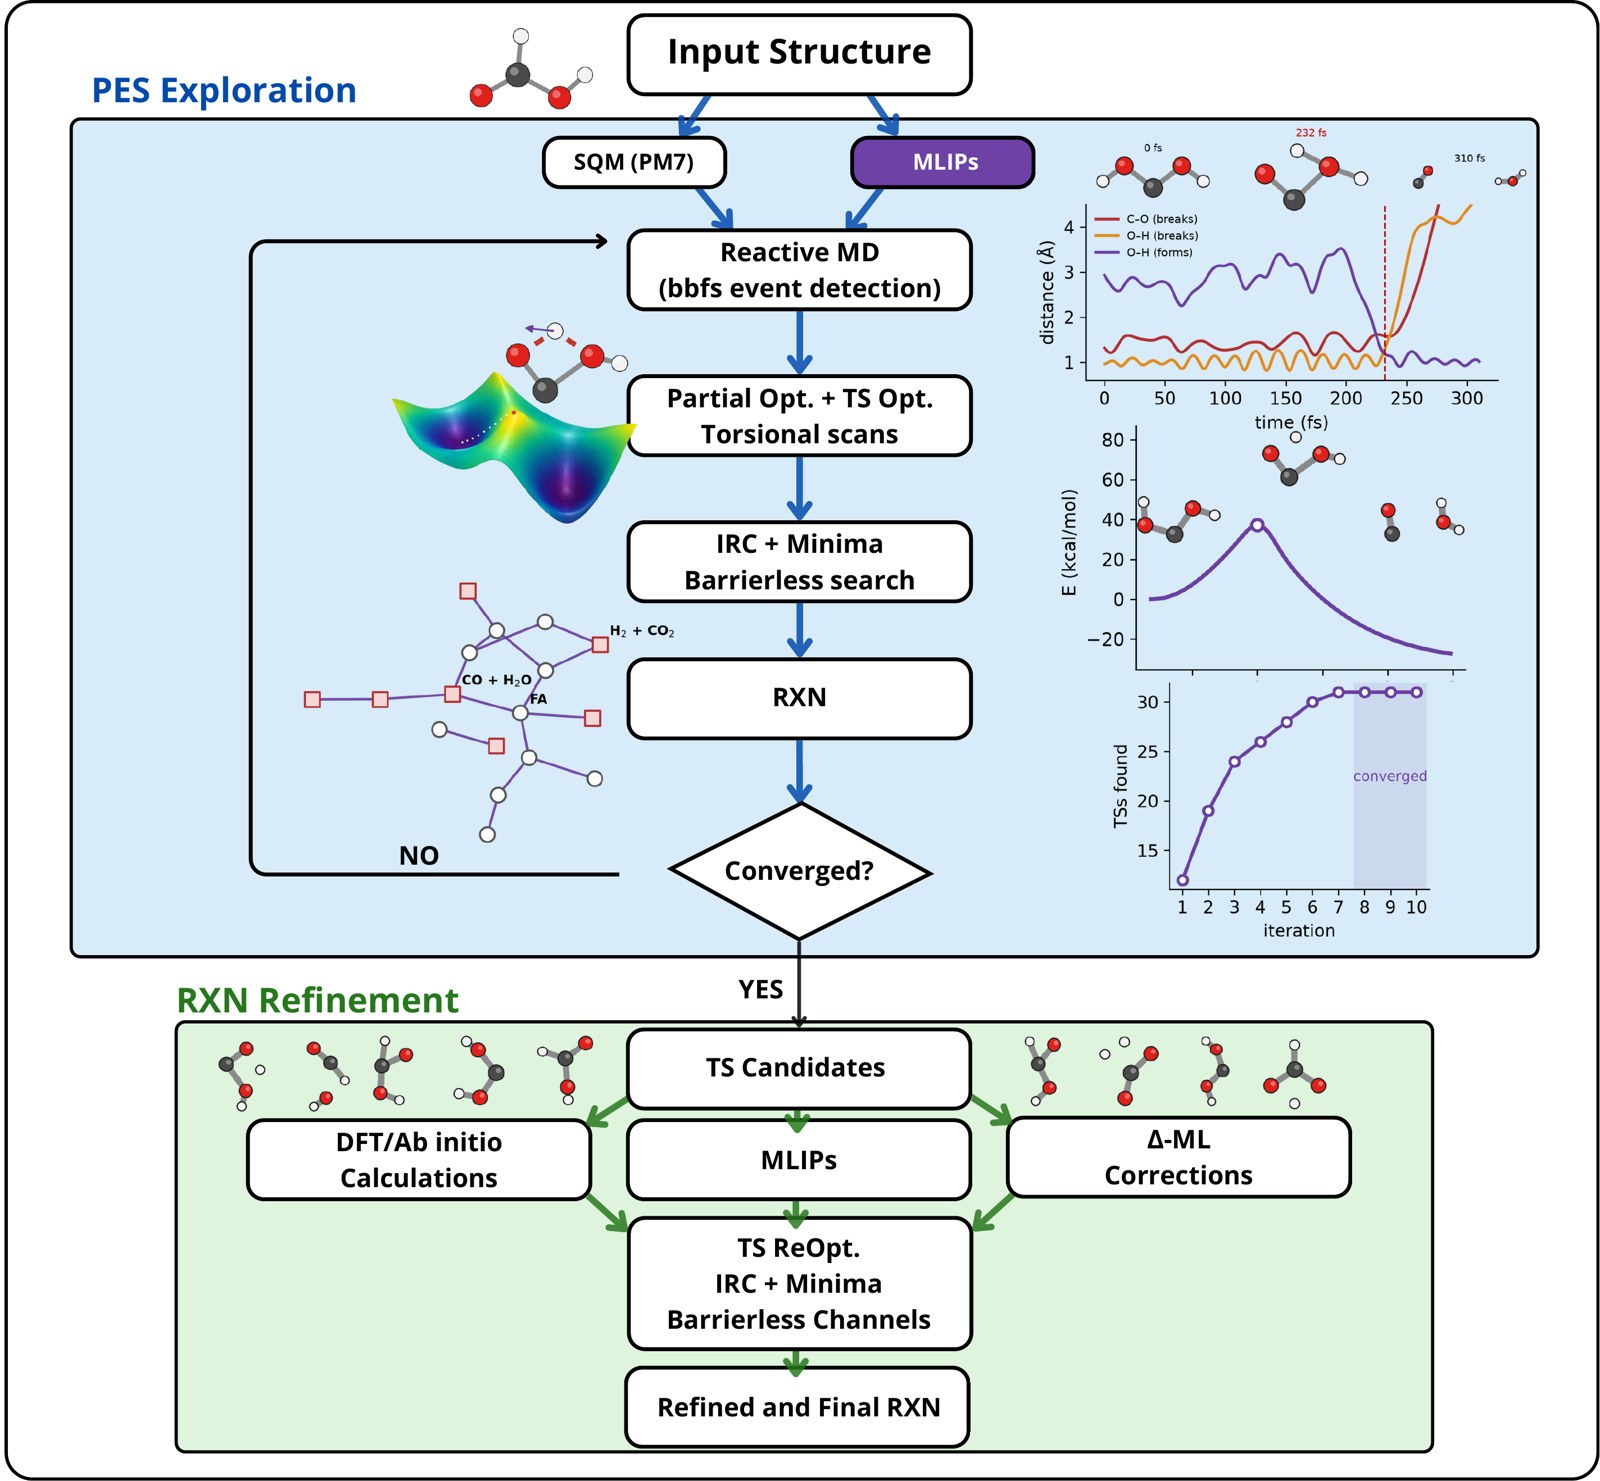 Input Structure
PES Exploration
SQM (PM7)
MLIPs
Reactive MD
(bbfs event detection)
Partial Opt. + TS Opt.
Torsional scans
IRC + Minima
Barrierless search
RXN
Converged?
NO
YES
H₂ + CO₂
CO + H₂O
FA
0 fs
232 fs
310 fs
C–O (breaks)
O–H (breaks)
O–H (forms)
distance (Å)
4
3
2
1
0 50 100 150 200 250 300
time (fs)
E (kcal/mol)
80
60
40
20
0
−20
TSs found
30
25
20
15
converged
1 2 3 4 5 6 7 8 9 10
iteration
RXN Refinement
TS Candidates
DFT/Ab initio
Calculations
MLIPs
Δ-ML
Corrections
TS ReOpt.
IRC + Minima
Barrierless Channels
Refined and Final RXN